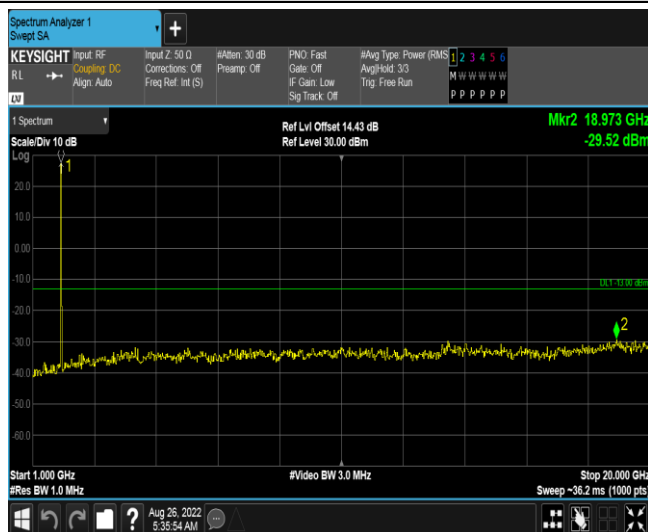 Spectrum Analyzer 1
Swept SA
+
KEYSIGHT
RL
LXI
Input: RF
Coupling: DC
Align: Auto
Input Z: 50 Ω
Corrections: Off
Freq Ref: Int (S)
#Atten: 30 dB
Preamp: Off
PNO: Fast
Gate: Off
IF Gain: Low
Sig Track: Off
#Avg Type: Power (RMS
Avg|Hold: 3/3
Trig: Free Run
1 2 3 4 5 6
M W W W W W
P P P P P P
1 Spectrum
Scale/Div 10 dB
Log
Ref Lvl Offset 14.43 dB
Ref Level 30.00 dBm
Mkr2 18.973 GHz
-29.52 dBm
1
20.0
10.0
0.00
-10.0
DL1 -13.00 dBm
2
-20.0
-30.0
-40.0
-50.0
-60.0
Start 1.000 GHz
#Res BW 1.0 MHz
#Video BW 3.0 MHz
Stop 20.000 GHz
Sweep ~36.2 ms (1000 pts)
?
Aug 26, 2022
5:35:54 AM